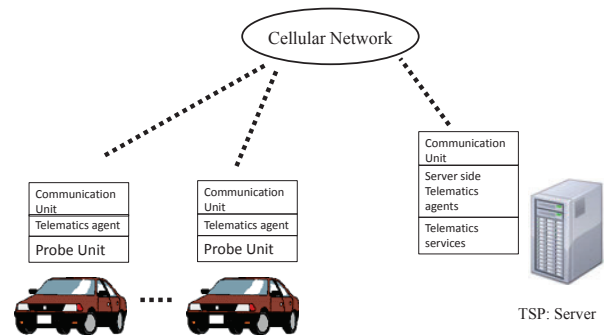 Cellular Network
Communication
Unit
Telematics agent
Probe Unit
Communication
Unit
Telematics agent
Probe Unit
Communication
Unit
Server side
Telematics
agents
Telematics
services
TSP: Server